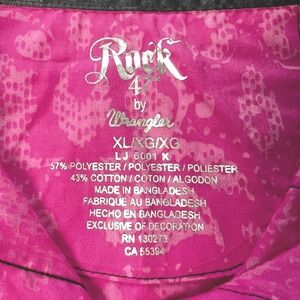 Rock
47
by
Wrangler
XL/XG/XG
LJ 6001 K
57% POLYESTER / POLYESTER / POLIESTER
43% COTTON / COTON / ALGODON
MADE IN BANGLADESH
FABRIQUE AU BANGLADESH
HECHO EN BANGLADESH
EXCLUSIVE OF DECORATION
RN 130273
CA 55394